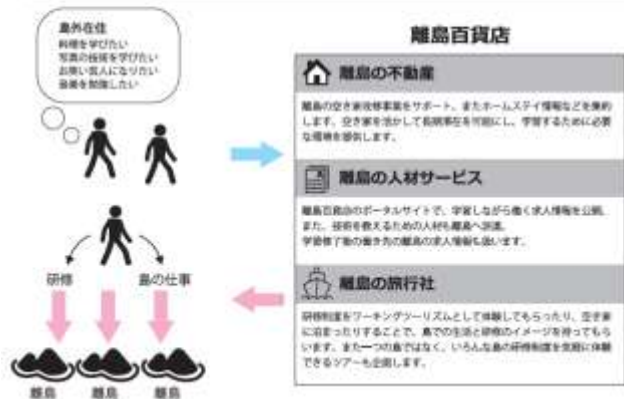 島外在住
料理を学びたい
写真の技術を学びたい
お笑い芸人になりたい
音楽を勉強したい
研修
島の仕事
離島
離島
離島
離島百貨店
離島の不動産
離島の空き家改修事業をサポート、またホームステイ情報などを集約
します。空き家を活かして長期滞在を可能にし、学習するために必要
な環境を提供します。
離島の人材サービス
離島百貨店のポータルサイトで、学習しながら働く求人情報を公開。
また、技術を教えるための人材も離島へ派遣。
学習修了後の働き先の離島の求人情報も扱います。
離島の旅行社
研修制度をワーキングツーリズムとして体験してもらったり、空き家
に泊まったりすることで、島での生活と研修のイメージを持ってもら
います。また一つの島ではなく、いろんな島の研修制度を気軽に体験
できるツアーも企画します。